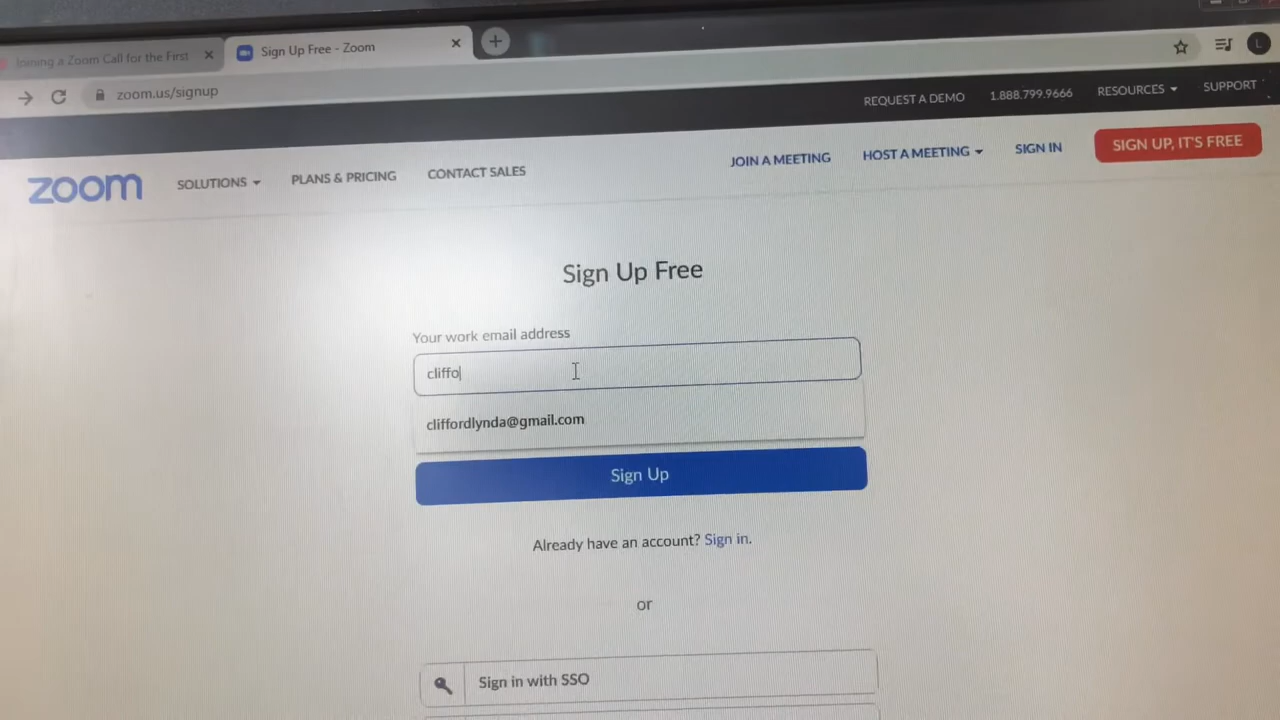 Joining a Zoom Call for the First
Sign Up Free - Zoom
zoom.us/signup
L
REQUEST A DEMO 1.888.799.9666 RESOURCES SUPPORT
zoom SOLUTIONS PLANS & PRICING CONTACT SALES JOIN A MEETING HOST A MEETING SIGN IN SIGN UP, IT'S FREE
Sign Up Free
Your work email address
cliffo
cliffordlynda@gmail.com
Sign Up
Already have an account? Sign in.
or
Sign in with SSO